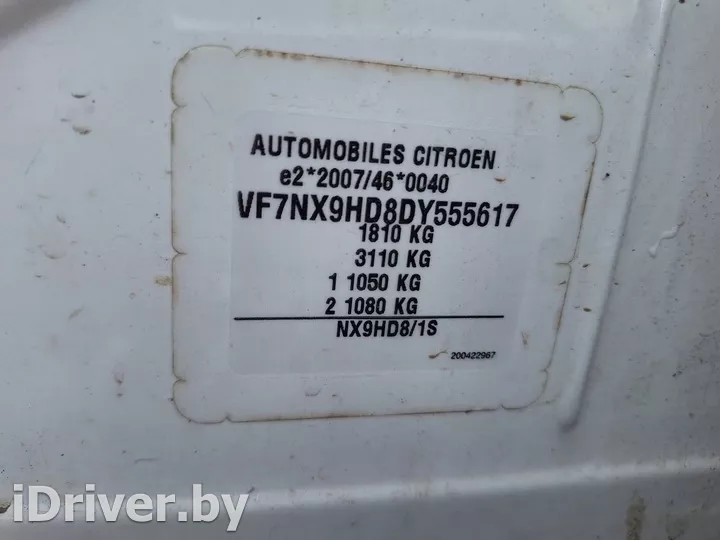 AUTOMOBILES CITROEN
e2*2007/46*0040
VF7NX9HD8DY555617
1810 KG
3110 KG
1 1050 KG
2 1080 KG
NX9HD8/1S
200422967
iDriver.by